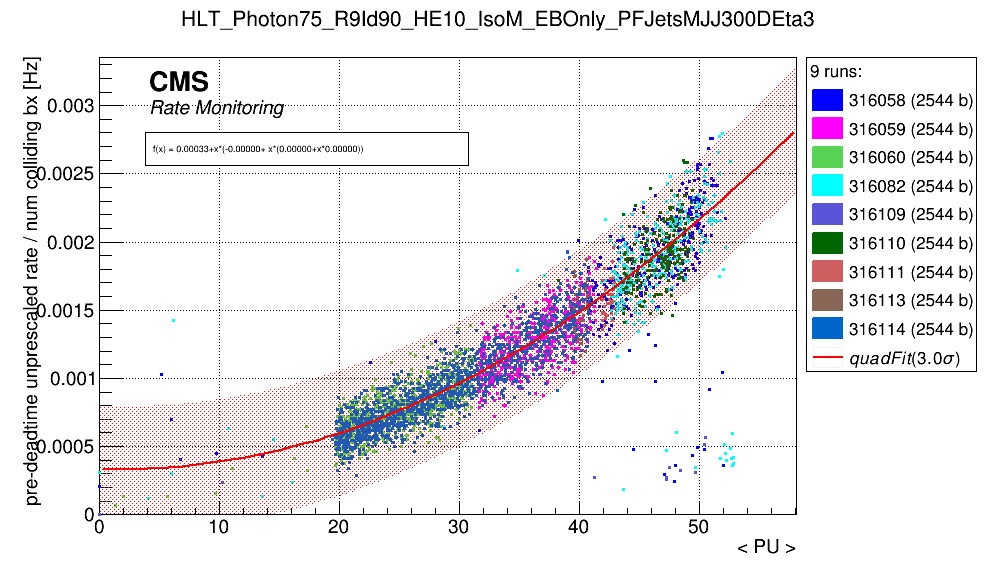 HLT_Photon75_R9Id90_HE10_IsoM_EBOnly_PFJetsMJJ300DEta3
pre-deadtime unprescaled rate / num colliding bx [Hz]
CMS
Rate Monitoring
f(x) = 0.00033+x*(-0.00000+ x*(0.00000+x*0.00000))
0.003
0.0025
0.002
0.0015
0.001
0.0005
0
0 10 20 30 40 50
< PU >
9 runs:
316058 (2544 b)
316059 (2544 b)
316060 (2544 b)
316082 (2544 b)
316109 (2544 b)
316110 (2544 b)
316111 (2544 b)
316113 (2544 b)
316114 (2544 b)
quadFit(3.0σ)